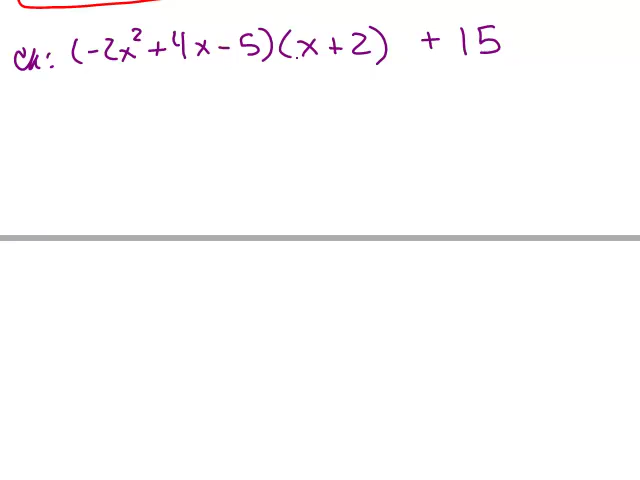 Ck: (-2x² + 4x - 5)(x + 2) + 15